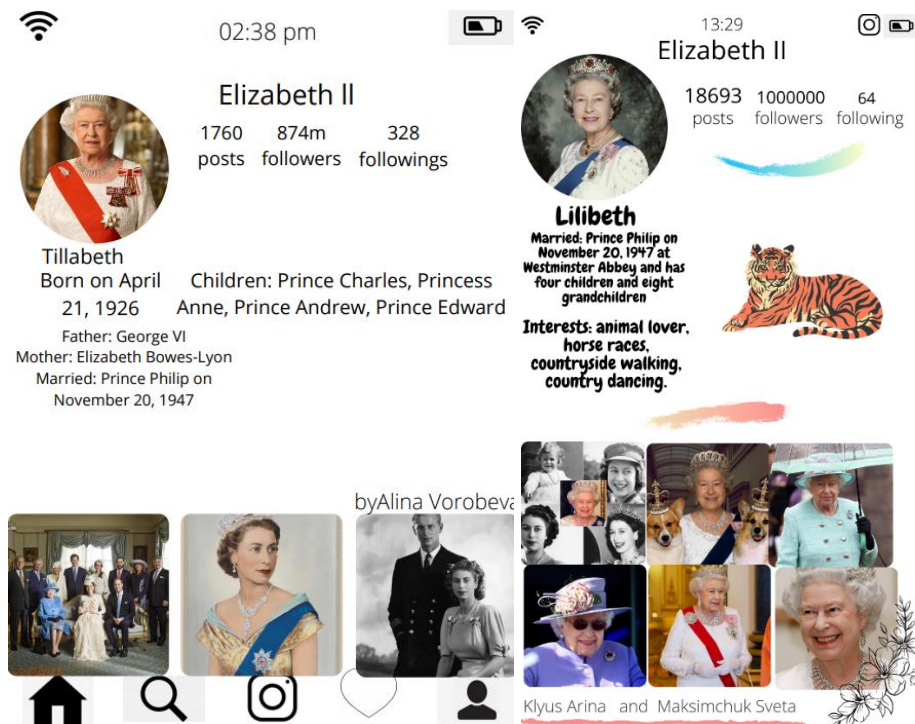 02:38 pm
Elizabeth ll
1760 874m 328
posts followers followings
Tillabeth
Born on April
21, 1926
Children: Prince Charles, Princess
Anne, Prince Andrew, Prince Edward
Father: George VI
Mother: Elizabeth Bowes-Lyon
Married: Prince Philip on
November 20, 1947
byAlina Vorobeva
13:29
Elizabeth II
18693 1000000 64
posts followers following
Lilibeth
Married: Prince Philip on
November 20, 1947 at
Westminster Abbey and has
four children and eight
grandchildren
Interests: animal lover,
horse races,
countryside walking,
country dancing.
Klyus Arina and Maksimchuk Sveta